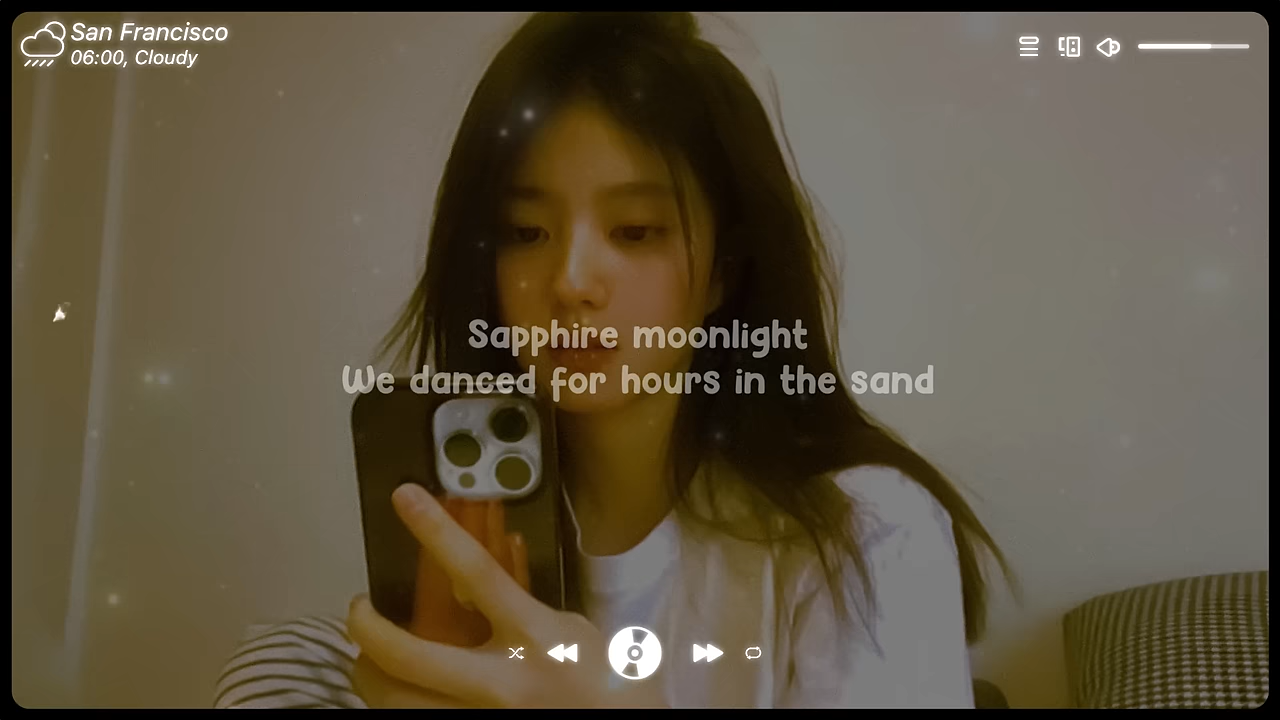 San Francisco
06:00, Cloudy
Sapphire moonlight
We danced for hours in the sand